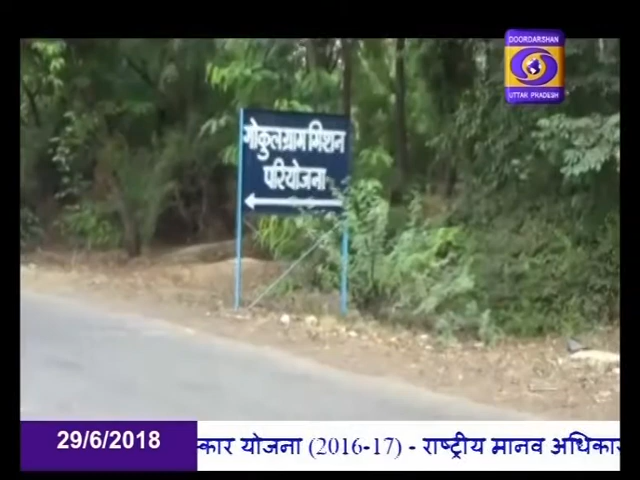 DOORDARSHAN
UTTAR PRADESH
गोकुलग्राम मिशन
परियोजना
29/6/2018
स्कार योजना (2016-17) - राष्ट्रीय मानव अधिकार